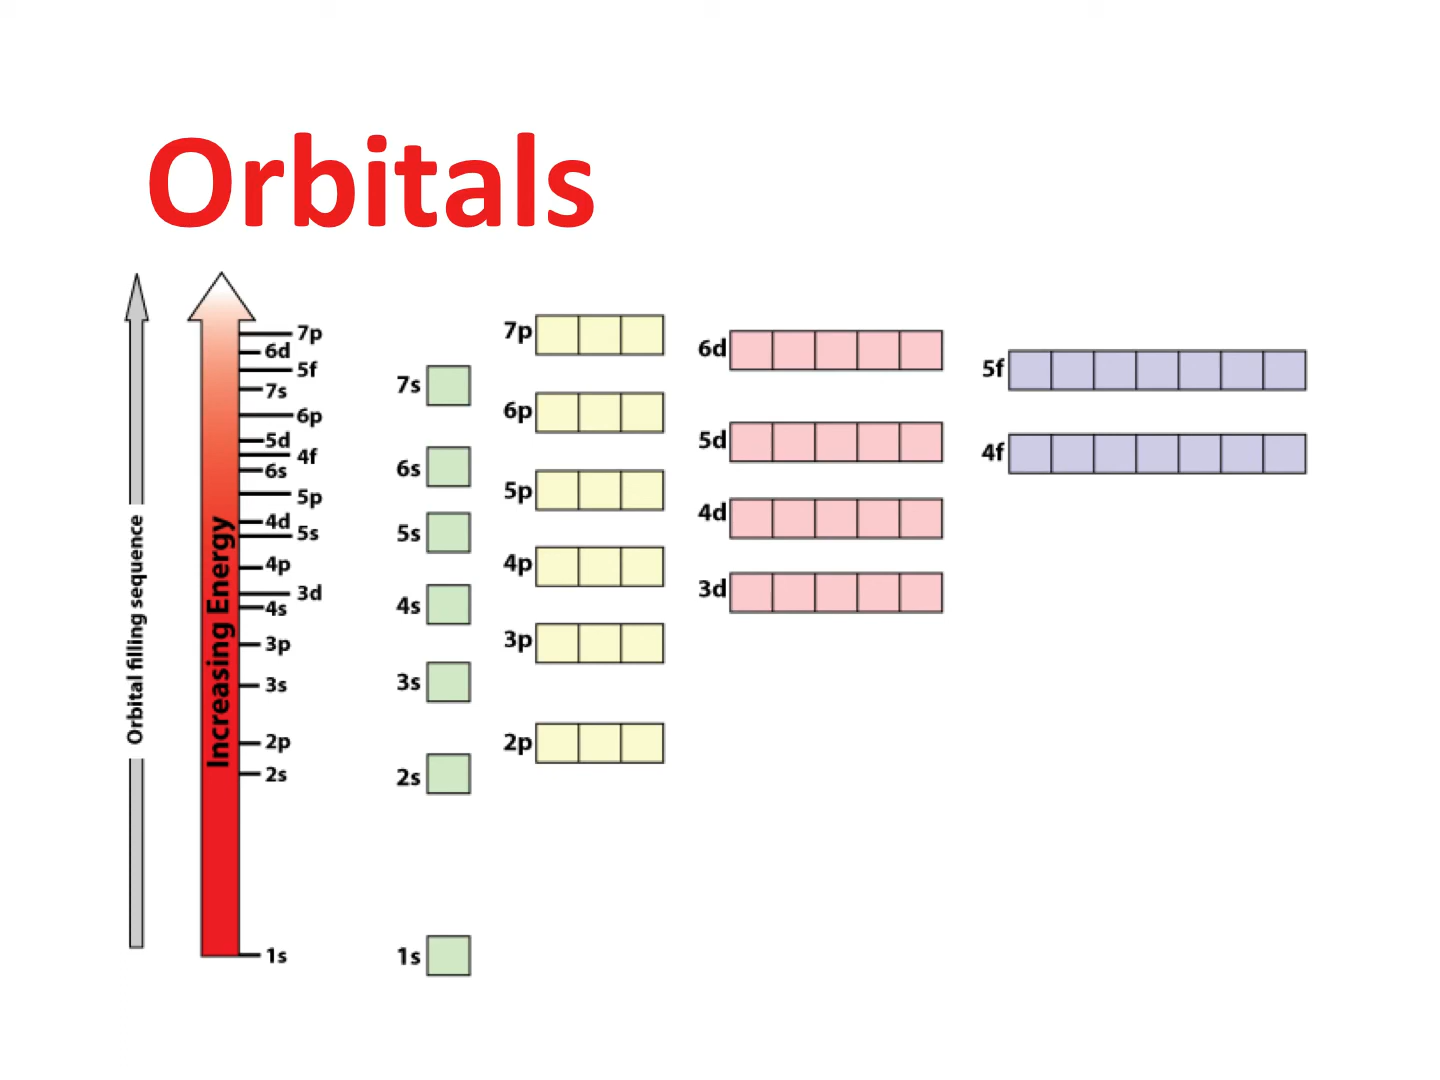 Orbitals
Orbital filling sequence
Increasing Energy
7p
6d
5f
7s
6p
5d
4f
6s
5p
4d
5s
4p
3d
4s
3p
3s
2p
2s
1s
7s
6s
5s
4s
3s
2s
1s
7p
6p
5p
4p
3p
2p
6d
5d
4d
3d
5f
4f